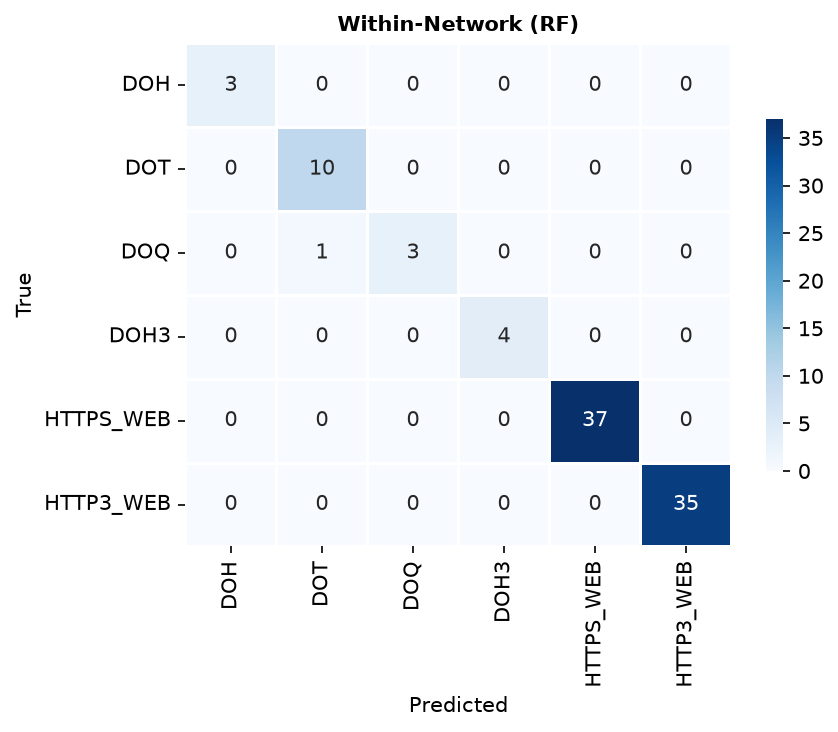 Within-Network (RF)
True
DOH 3 0 0 0 0 0
DOT 0 10 0 0 0 0
DOQ 0 1 3 0 0 0
DOH3 0 0 0 4 0 0
HTTPS_WEB 0 0 0 0 37 0
HTTP3_WEB 0 0 0 0 0 35
DOH DOT DOQ DOH3 HTTPS_WEB HTTP3_WEB
Predicted
35
30
25
20
15
10
5
0